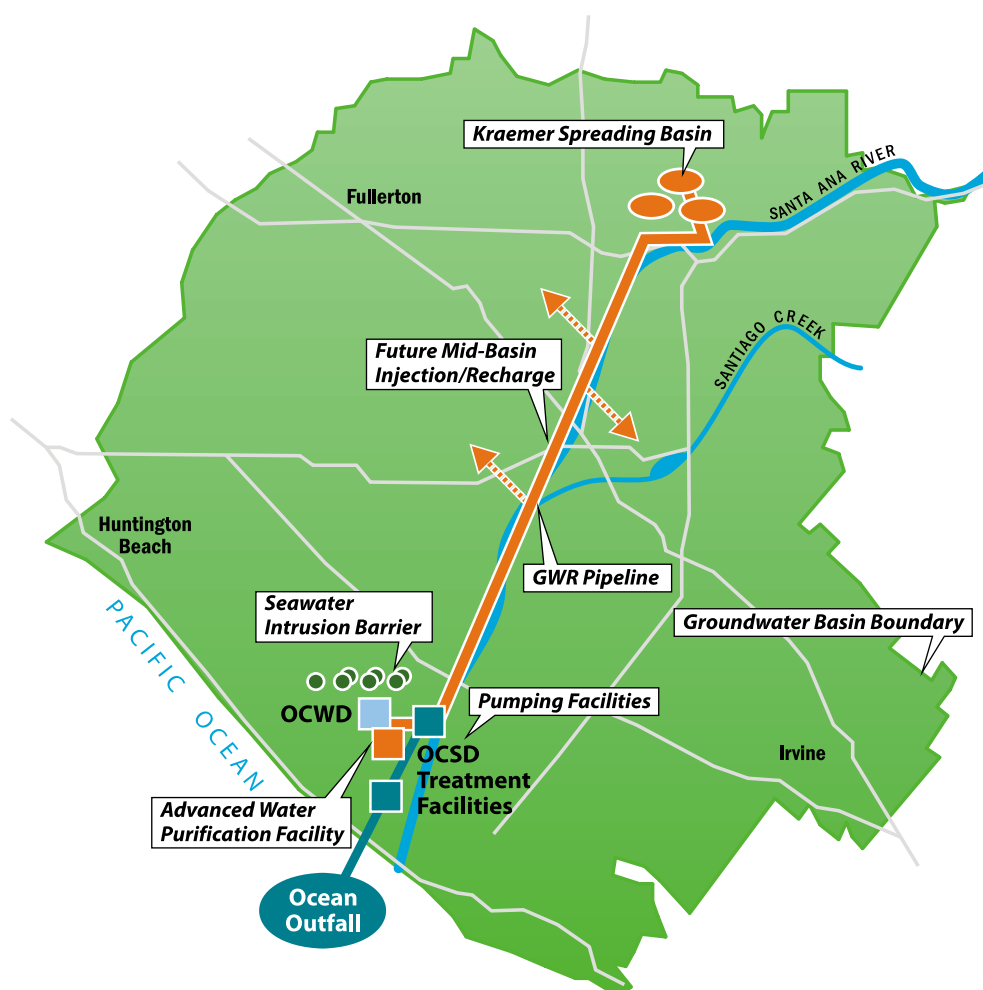 Kraemer Spreading Basin
SANTA ANA RIVER
Fullerton
SANTIAGO CREEK
Future Mid-Basin
Injection/Recharge
Huntington
Beach
GWR Pipeline
Seawater
Intrusion Barrier
Groundwater Basin Boundary
PACIFIC OCEAN
Pumping Facilities
OCWD
OCSD
Treatment
Facilities
Irvine
Advanced Water
Purification Facility
Ocean
Outfall